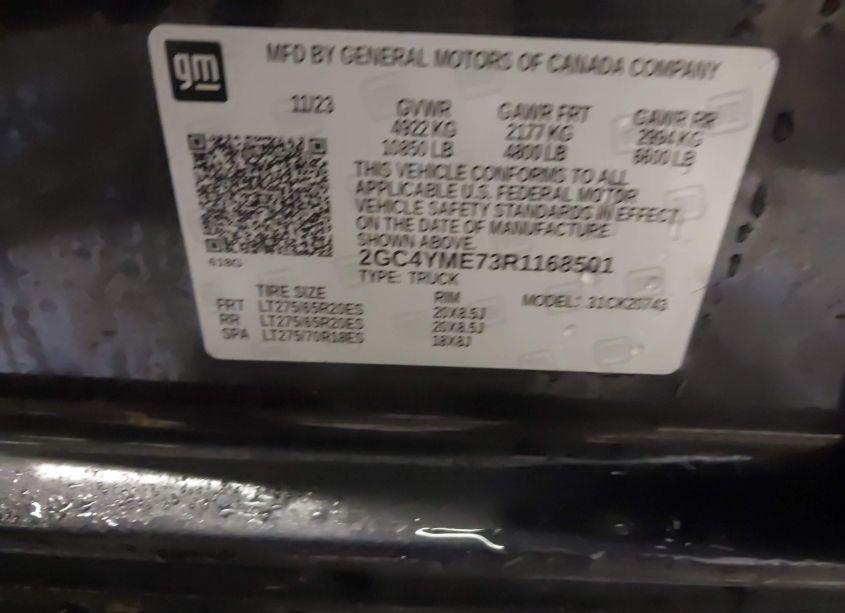 gm
MFD BY GENERAL MOTORS OF CANADA COMPANY
11/23 GVWR GAWR FRT GAWR RR
4922 KG 2177 KG 2994 KG
10850 LB 4800 LB 6600 LB
THIS VEHICLE CONFORMS TO ALL
APPLICABLE U.S. FEDERAL MOTOR
VEHICLE SAFETY STANDARDS IN EFFECT
ON THE DATE OF MANUFACTURE
SHOWN ABOVE.
618G 2GC4YME73R1168501
TYPE: TRUCK
TIRE SIZE RIM MODEL: 31CK20743
FRT LT275/65R20ES 20X8.5J
RR LT275/65R20ES 20X8.5J
SPA LT275/70R18ES 18X8J